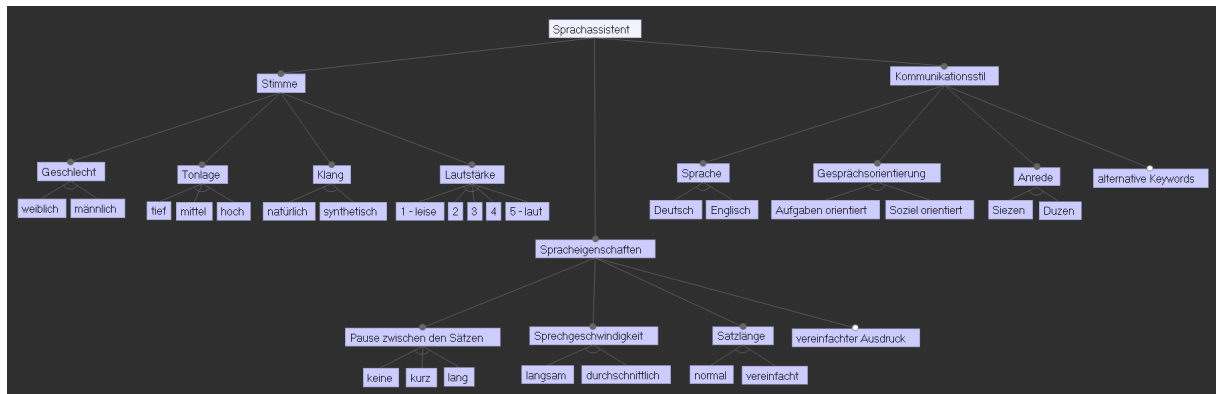 Sprachassistent
Stimme
Kommunikationsstil
Geschlecht
Tonlage
Klang
Lautstärke
Sprache
Gesprächsorientierung
Anrede
alternative Keywords
weiblich
männlich
tief
mittel
hoch
natürlich
synthetisch
1 - leise
2
3
4
5 - laut
Deutsch
Englisch
Aufgaben orientiert
Soziel orientiert
Siezen
Duzen
Spracheigenschaften
Pause zwischen den Sätzen
Sprechgeschwindigkeit
Satzlänge
vereinfachter Ausdruck
keine
kurz
lang
langsam
durchschnittlich
normal
vereinfacht